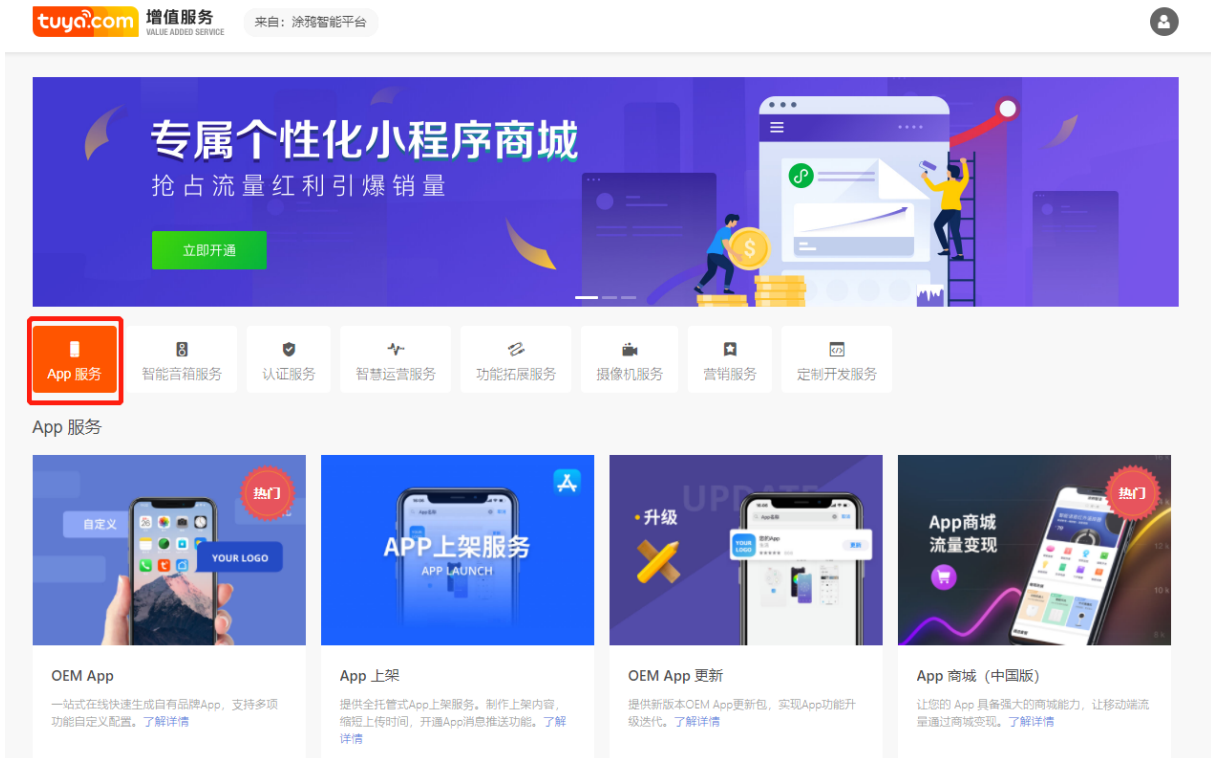 tuya.com
增值服务
VALUE ADDED SERVICE
来自：涂鸦智能平台
专属个性化小程序商城
抢占流量红利引爆销量
立即开通
App 服务
智能音箱服务
认证服务
智慧运营服务
功能拓展服务
摄像机服务
营销服务
定制开发服务
App 服务
自定义
热门
YOUR LOGO
APP上架服务
APP LAUNCH
UPDATE
升级
YOUR
LOGO
更新
App商城
流量变现
热门
12 k
10 k
8 k
OEM App
一站式在线快速生成自有品牌App，支持多项
功能自定义配置。了解详情
App 上架
提供全托管式App上架服务。制作上架内容，
缩短上传时间，开通App消息推送功能。了解
详情
OEM App 更新
提供新版本OEM App更新包，实现App功能升
级迭代。了解详情
App 商城（中国版）
让您的 App 具备强大的商城能力，让移动端流
量通过商城变现。了解详情